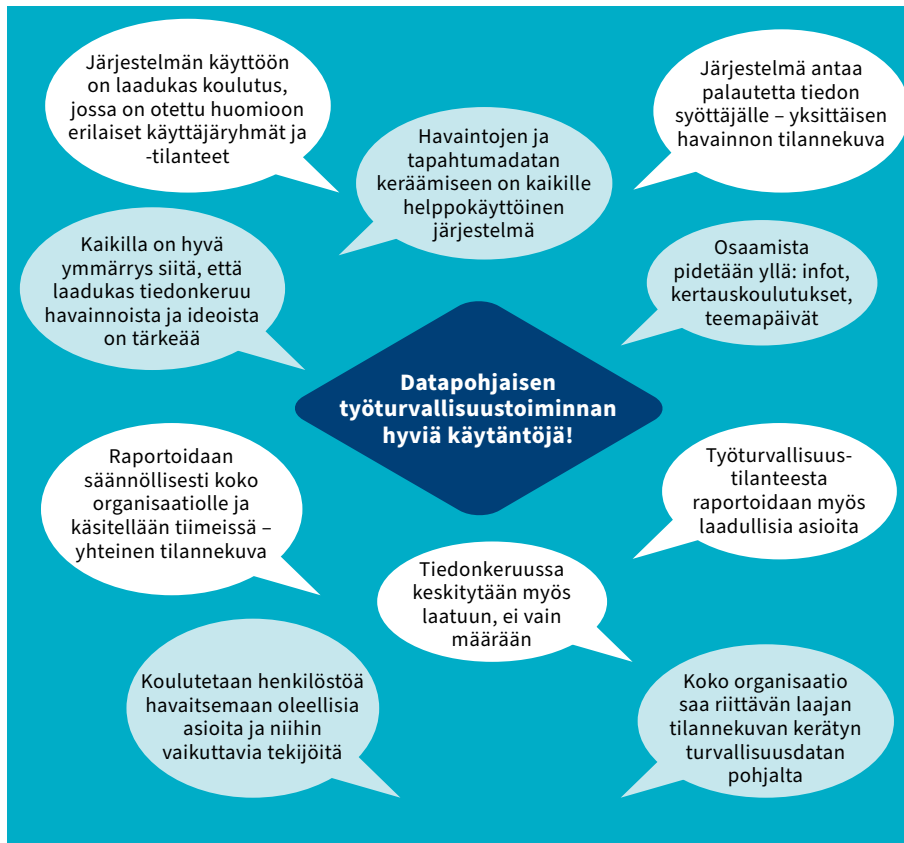 Järjestelmän käyttöön
on laadukas koulutus,
jossa on otettu huomioon
erilaiset käyttäjäryhmät ja
-tilanteet
Järjestelmä antaa
palautetta tiedon
syöttäjälle – yksittäisen
havainnon tilannekuva
Havaintojen ja
tapahtumadatan
keräämiseen on kaikille
helppokäyttöinen
järjestelmä
Kaikilla on hyvä
ymmärrys siitä, että
laadukas tiedonkeruu
havainnoista ja ideoista
on tärkeää
Osaamista
pidetään yllä: infot,
kertauskoulutukset,
teemapäivät
Datapohjaisen
työturvallisuustoiminnan
hyviä käytäntöjä!
Raportoidaan
säännöllisesti koko
organisaatiolle ja
käsitellään tiimeissä –
yhteinen tilannekuva
Työturvallisuus-
tilanteesta
raportoidaan myös
laadullisia asioita
Tiedonkeruussa
keskitytään myös
laatuun, ei vain
määrään
Koulutetaan henkilöstöä
havaitsemaan oleellisia
asioita ja niihin
vaikuttavia tekijöitä
Koko organisaatio
saa riittävän laajan
tilannekuvan kerätyn
turvallisuusdatan
pohjalta